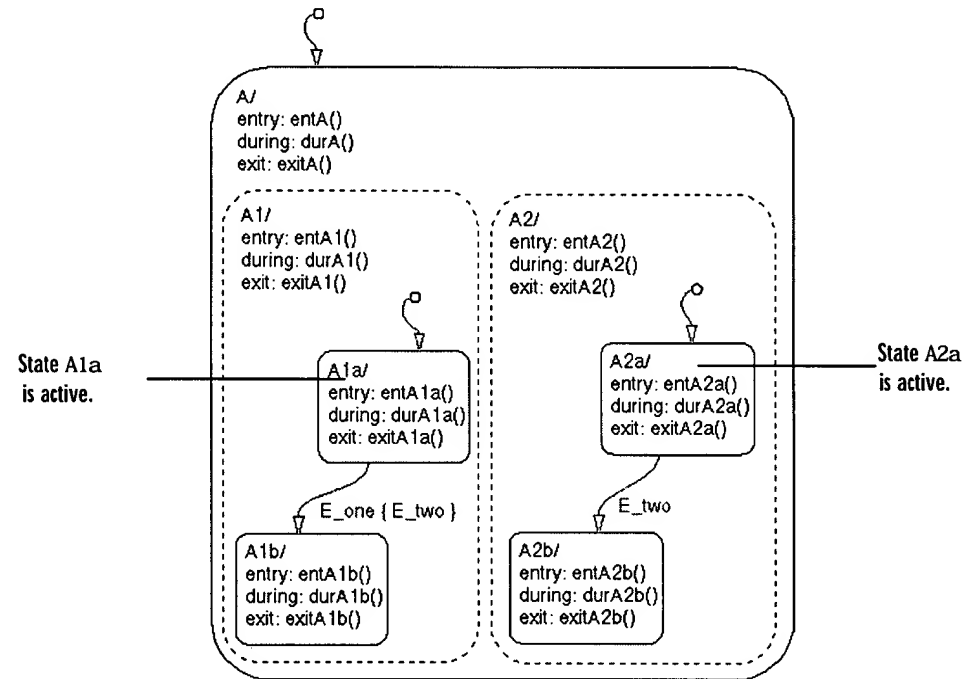 A/
entry: entA()
during: durA()
exit: exitA()
A1/
entry: entA1()
during: durA1()
exit: exitA1()
A2/
entry: entA2()
during: durA2()
exit: exitA2()
State A1a
is active.
A1a/
entry: entA1a()
during: durA1a()
exit: exitA1a()
A2a/
entry: entA2a()
during: durA2a()
exit: exitA2a()
State A2a
is active.
E_one { E_two }
E_two
A1b/
entry: entA1b()
during: durA1b()
exit: exitA1b()
A2b/
entry: entA2b()
during: durA2b()
exit: exitA2b()